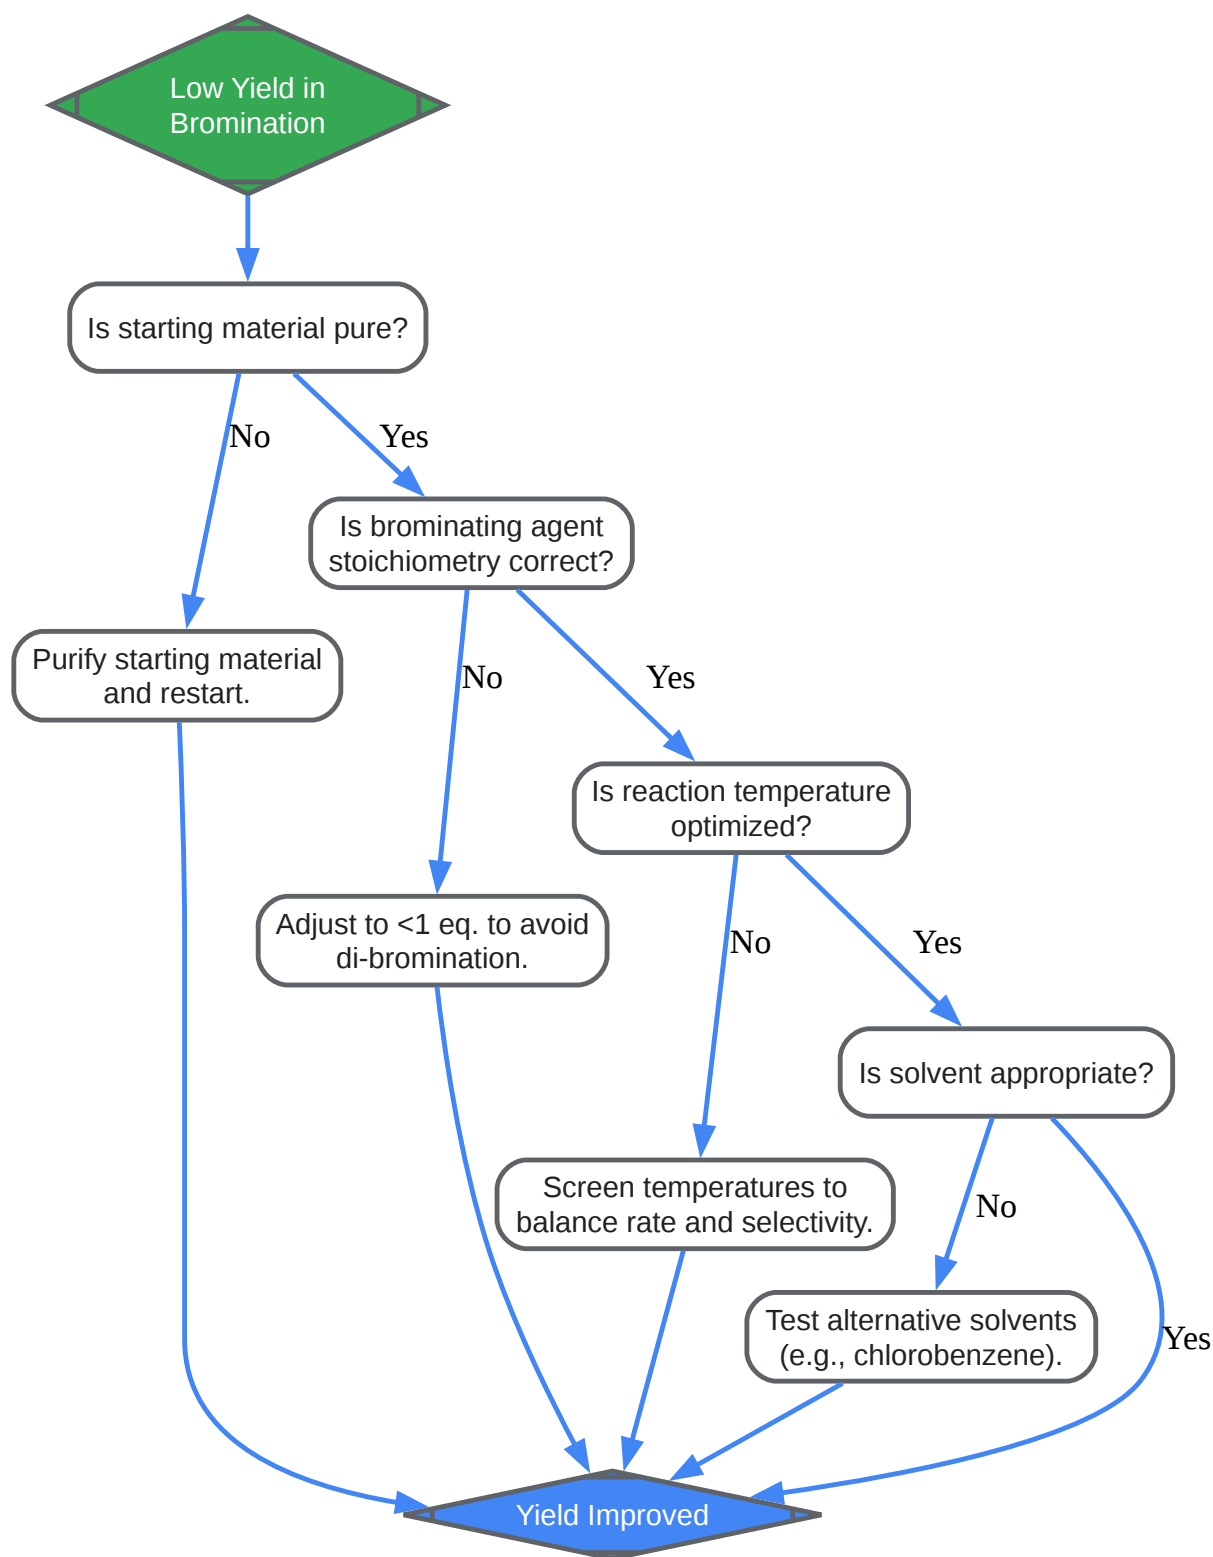 Low Yield in
Bromination
Is starting material pure?
No
Yes
Is brominating agent
stoichiometry correct?
Purify starting material
and restart.
No
Yes
Is reaction temperature
optimized?
Adjust to <1 eq. to avoid
di-bromination.
No
Yes
Is solvent appropriate?
Screen temperatures to
balance rate and selectivity.
No
Test alternative solvents
(e.g., chlorobenzene).
Yes
Yield Improved